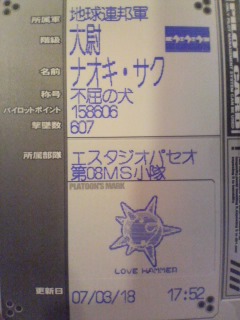 所属軍 地球連邦軍
階級 大尉
名前 ナオキ・サク
称号 不屈の犬
パイロットポイント 158606
撃墜数 607
所属部隊 エスタジオパセオ
第08MS小隊
PLATOON'S MARK
LOVE HAMMER
更新日 07/03/18 17:52